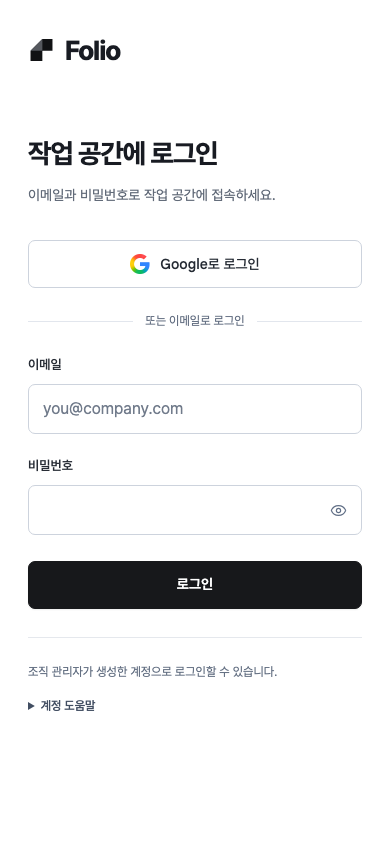 Folio
작업 공간에 로그인
이메일과 비밀번호로 작업 공간에 접속하세요.
Google로 로그인
또는 이메일로 로그인
이메일
you@company.com
비밀번호
로그인
조직 관리자가 생성한 계정으로 로그인할 수 있습니다.
계정 도움말